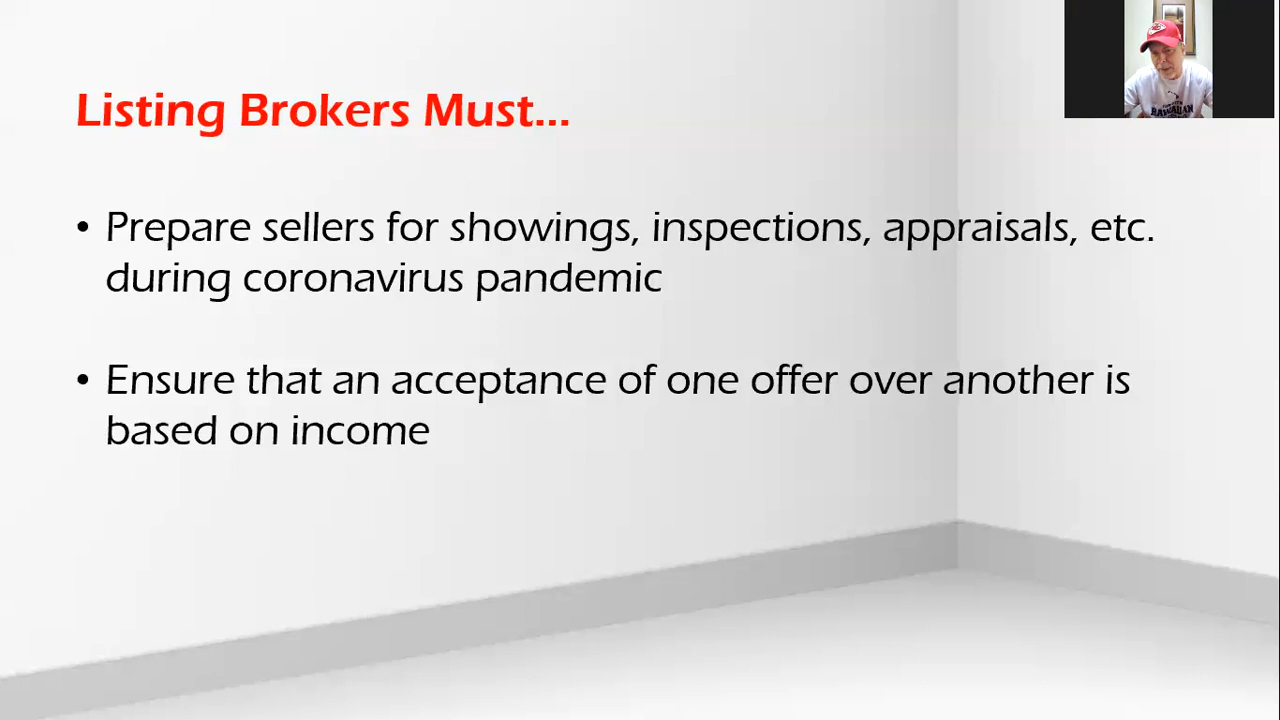 Listing Brokers Must...
• Prepare sellers for showings, inspections, appraisals, etc.
during coronavirus pandemic
• Ensure that an acceptance of one offer over another is
based on income
HAWAIIAN